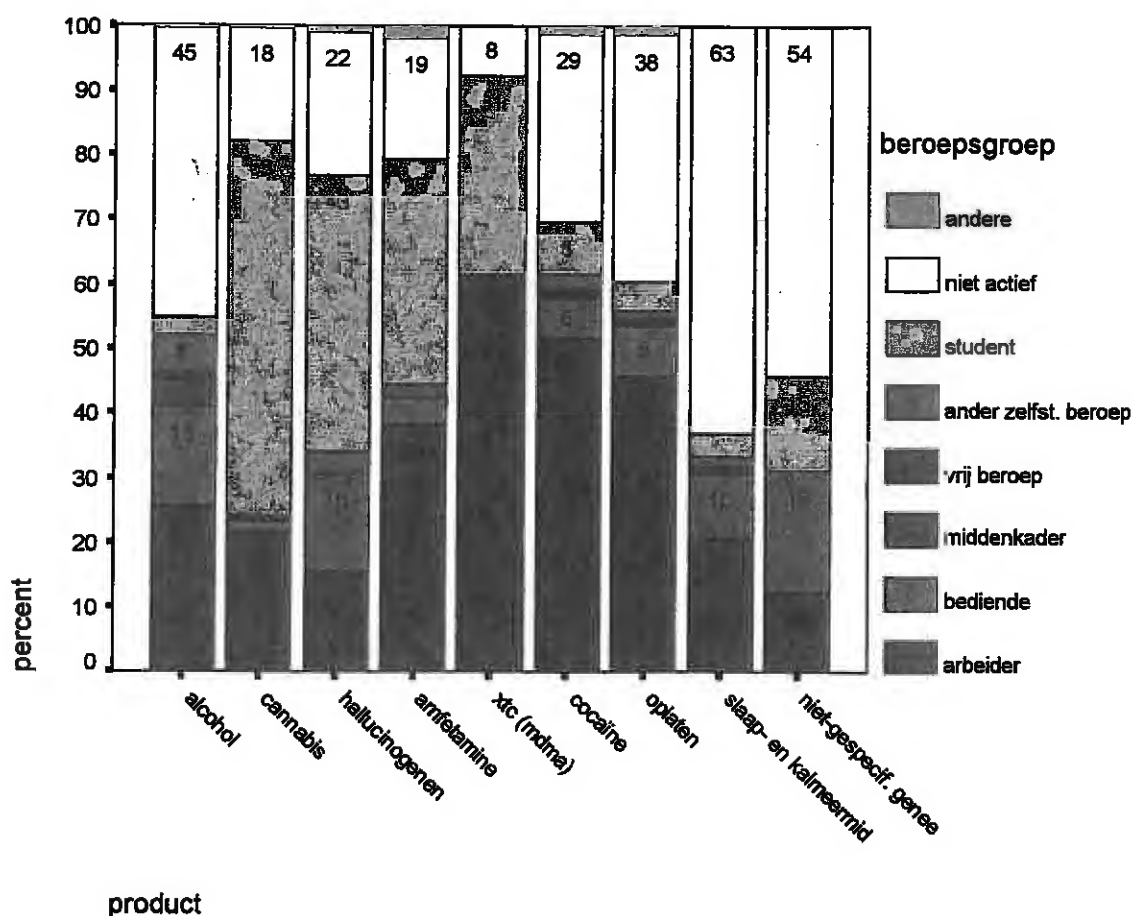 100
90
80
70
60
50
40
30
20
10
0
percent
45 18 22 19 8 29 38 63 54
alcohol
cannabis
hallucinogenen
amfetamine
xtc (mdma)
cocaïne
opiaten
slaap- en kalmeermid
niet-gespecif. genee
product
beroepsgroep
andere
niet actief
student
ander zelfst. beroep
vrij beroep
middenkader
bediende
arbeider